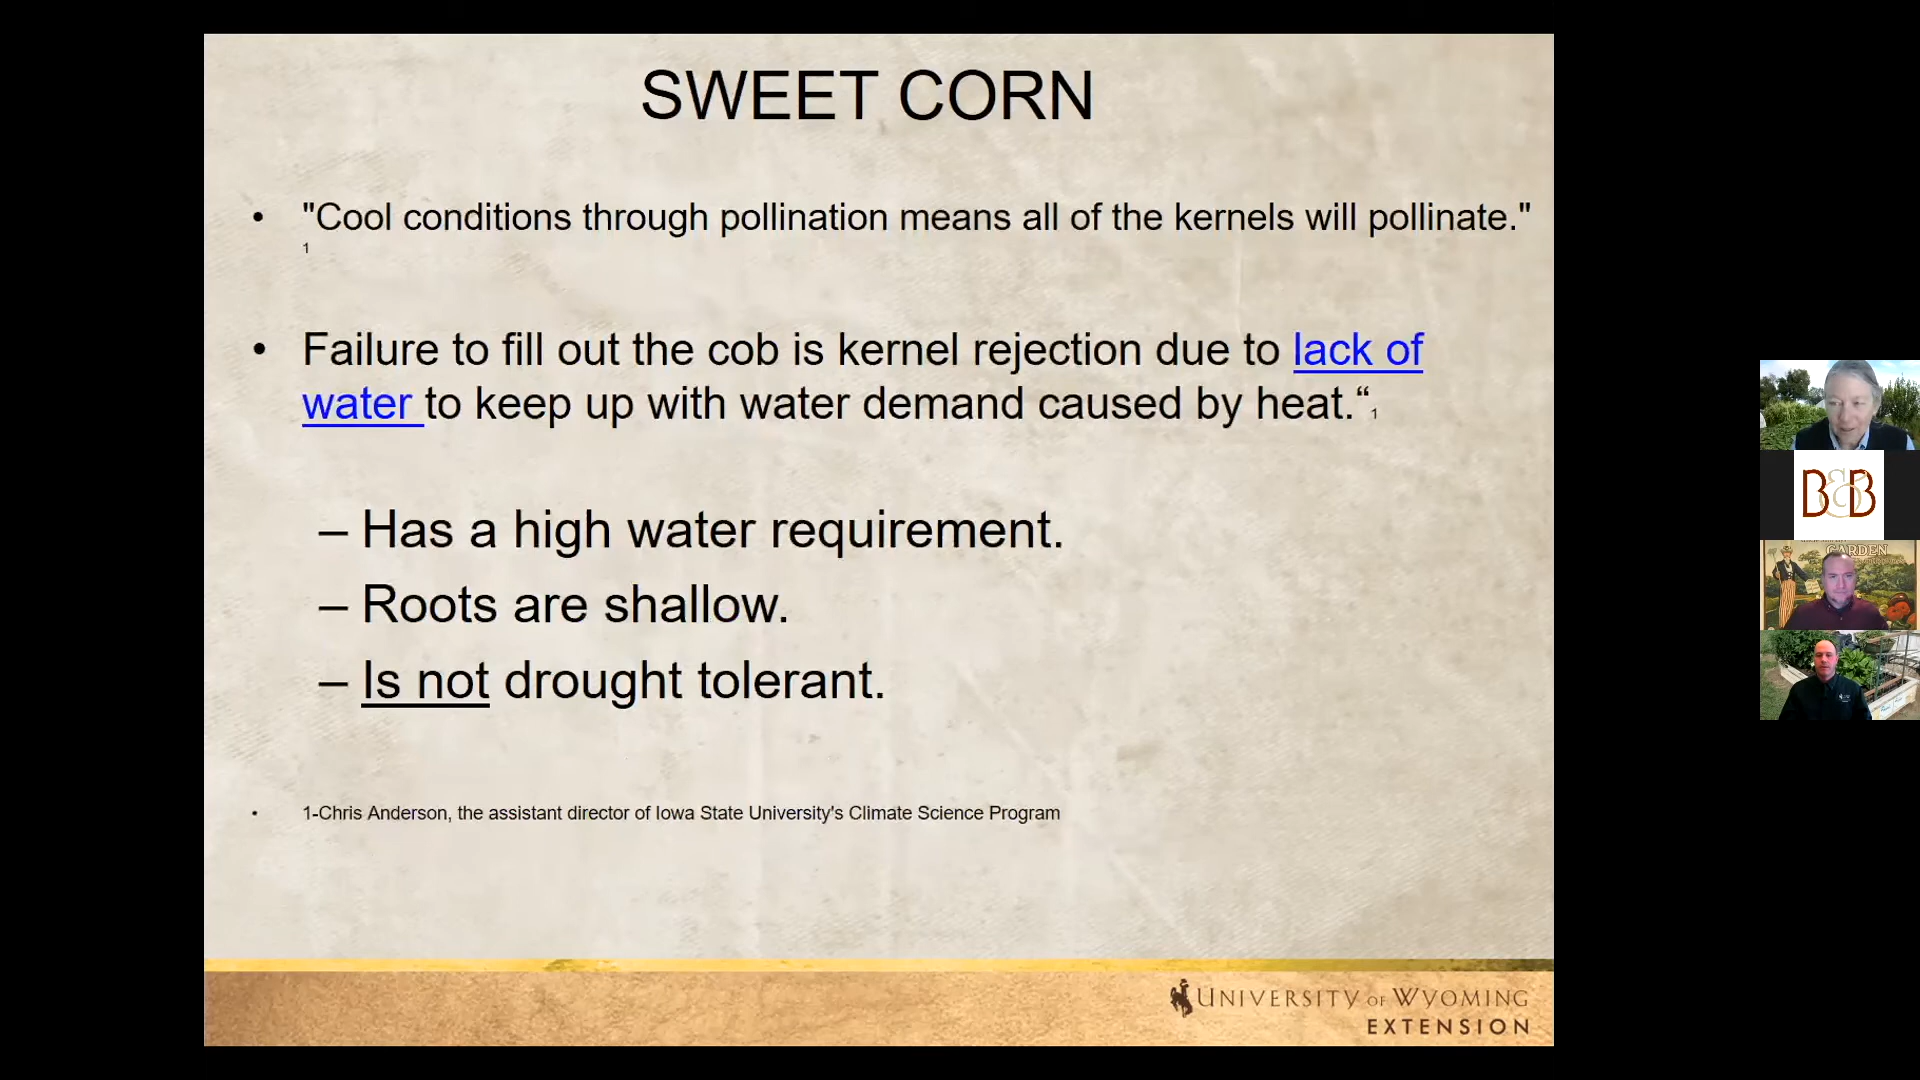 SWEET CORN
• "Cool conditions through pollination means all of the kernels will pollinate."
1
• Failure to fill out the cob is kernel rejection due to lack of
water to keep up with water demand caused by heat.“1
– Has a high water requirement.
– Roots are shallow.
– Is not drought tolerant.
• 1-Chris Anderson, the assistant director of Iowa State University's Climate Science Program
UNIVERSITY OF WYOMING
EXTENSION
B&B
GARDEN